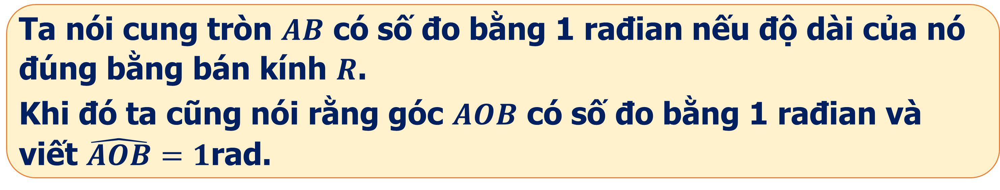 Ta nói cung tròn AB có số đo bằng 1 rađian nếu độ dài của nó
đúng bằng bán kính R.
Khi đó ta cũng nói rằng góc AOB có số đo bằng 1 rađian và
viết \widehat{AOB} = 1rad.